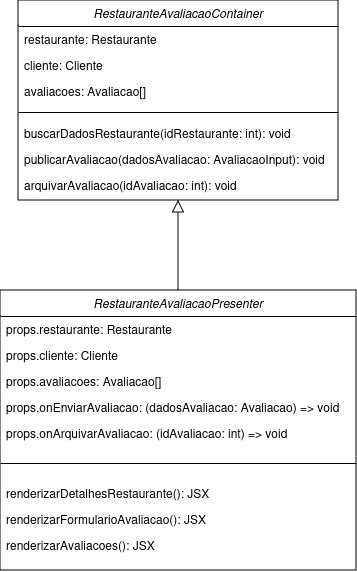 RestauranteAvaliacaoContainer
restaurante: Restaurante
cliente: Cliente
avaliacoes: Avaliacao[]
buscarDadosRestaurante(idRestaurante: int): void
publicarAvaliacao(dadosAvaliacao: AvaliacaoInput): void
arquivarAvaliacao(idAvaliacao: int): void
RestauranteAvaliacaoPresenter
props.restaurante: Restaurante
props.cliente: Cliente
props.avaliacoes: Avaliacao[]
props.onEnviarAvaliacao: (dadosAvaliacao: Avaliacao) => void
props.onArquivarAvaliacao: (idAvaliacao: int) => void
renderizarDetalhesRestaurante(): JSX
renderizarFormularioAvaliacao(): JSX
renderizarAvaliacoes(): JSX